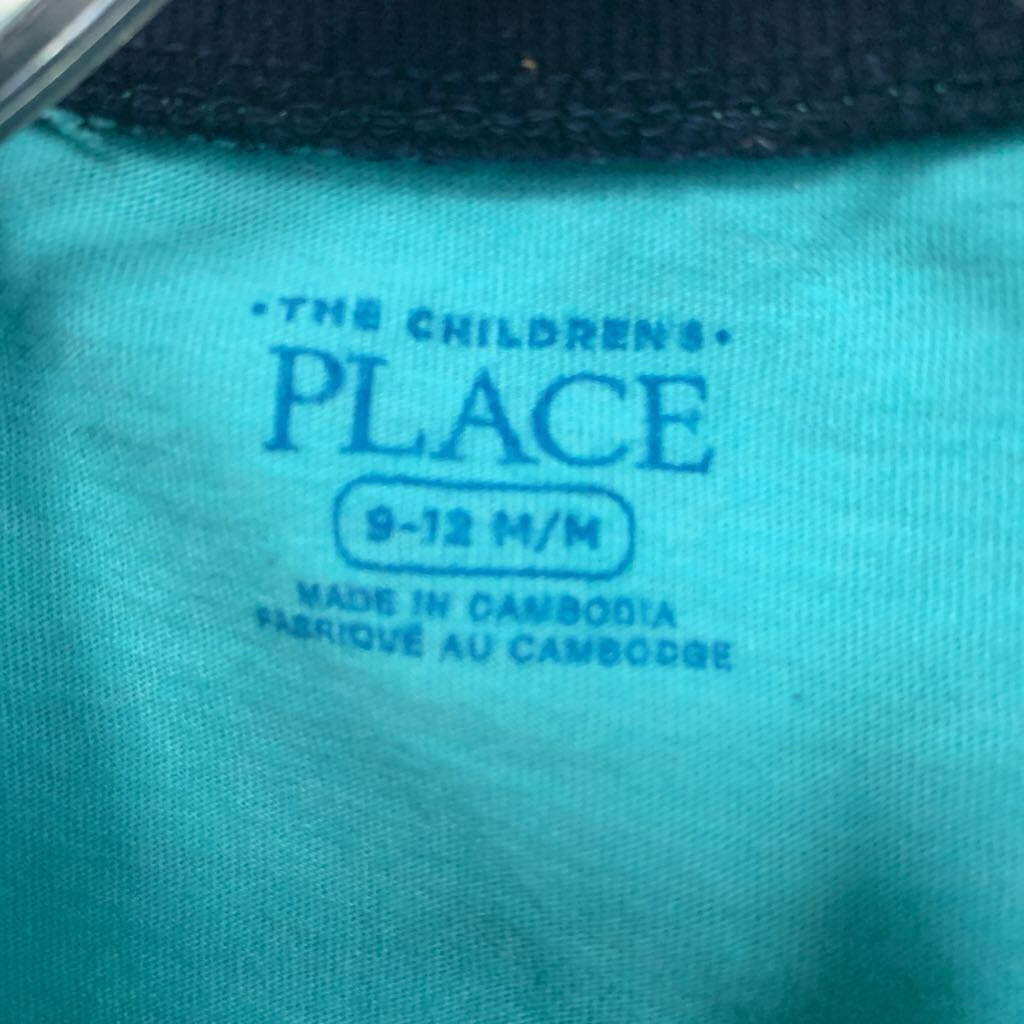 • THE CHILDREN'S •
PLACE
9-12 M/M
MADE IN CAMBODIA
FABRIQUÉ AU CAMBODGE